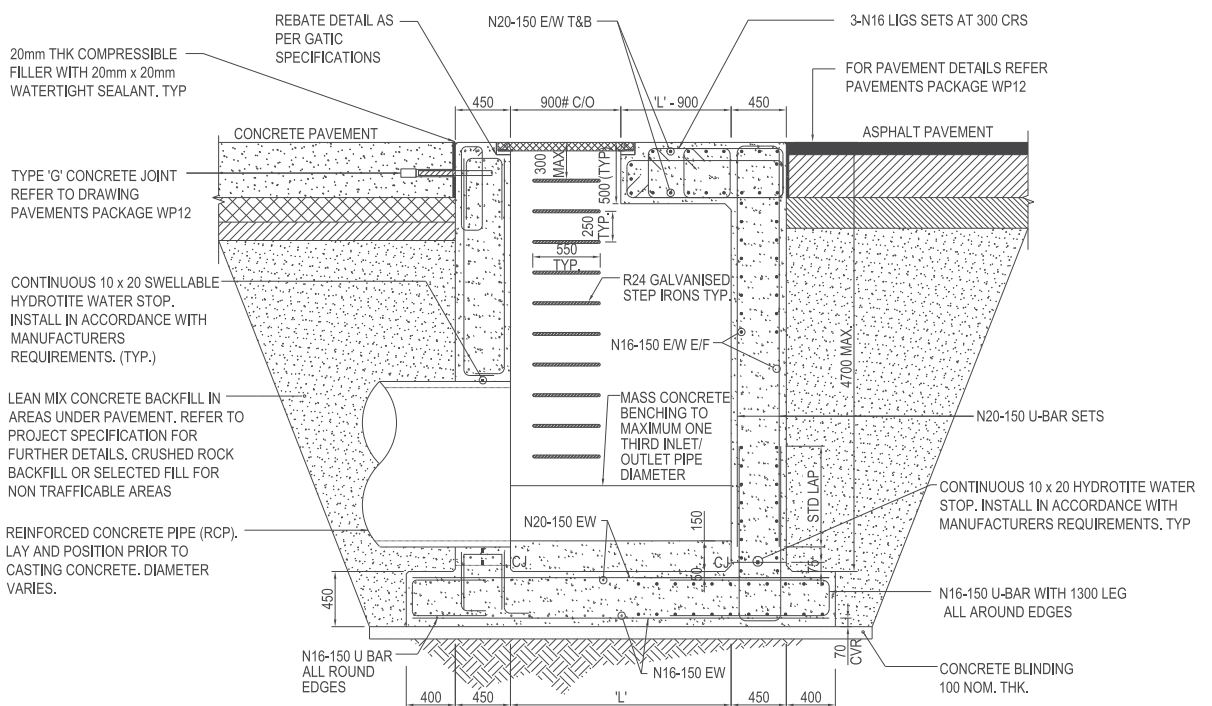 REBATE DETAIL AS
PER GATIC
SPECIFICATIONS
N20-150 E/W T&B
3-N16 LIGS SETS AT 300 CRS
20mm THK COMPRESSIBLE
FILLER WITH 20mm x 20mm
WATERTIGHT SEALANT. TYP
FOR PAVEMENT DETAILS REFER
PAVEMENTS PACKAGE WP12
450
900# C/O
'L' - 900
450
CONCRETE PAVEMENT
ASPHALT PAVEMENT
300
MAX
500 (TYP.)
TYPE 'G' CONCRETE JOINT
REFER TO DRAWING
PAVEMENTS PACKAGE WP12
250
TYP.
550
TYP.
R24 GALVANISED
STEP IRONS TYP.
CONTINUOUS 10 x 20 SWELLABLE
HYDROTITE WATER STOP.
INSTALL IN ACCORDANCE WITH
MANUFACTURERS
REQUIREMENTS. (TYP.)
N16-150 E/W E/F
4700 MAX
LEAN MIX CONCRETE BACKFILL IN
AREAS UNDER PAVEMENT. REFER TO
PROJECT SPECIFICATION FOR
FURTHER DETAILS. CRUSHED ROCK
BACKFILL OR SELECTED FILL FOR
NON TRAFFICABLE AREAS
MASS CONCRETE
BENCHING TO
MAXIMUM ONE
THIRD INLET/
OUTLET PIPE
DIAMETER
N20-150 U-BAR SETS
STD LAP
CONTINUOUS 10 x 20 HYDROTITE WATER
STOP. INSTALL IN ACCORDANCE WITH
MANUFACTURERS REQUIREMENTS. TYP
REINFORCED CONCRETE PIPE (RCP).
LAY AND POSITION PRIOR TO
CASTING CONCRETE. DIAMETER
VARIES.
N20-150 EW
150
CJ
CJ
50
75
450
N16-150 U-BAR WITH 1300 LEG
ALL AROUND EDGES
N16-150 U BAR
ALL ROUND
EDGES
N16-150 EW
70
CVR
CONCRETE BLINDING
100 NOM. THK.
400
450
'L'
450
400